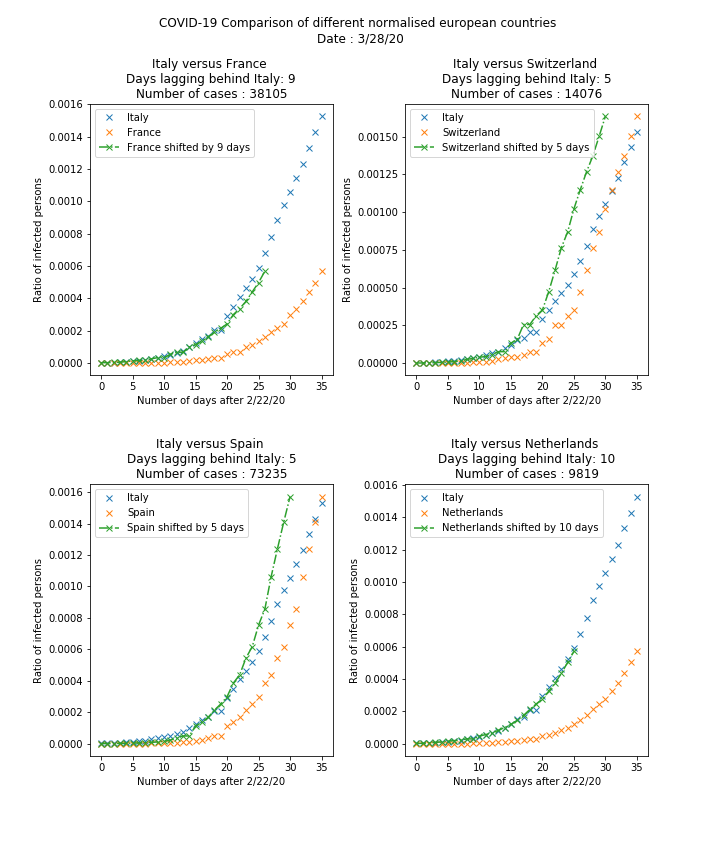 COVID-19 Comparison of different normalised european countries
Date : 3/28/20
Italy versus France
Days lagging behind Italy: 9
Number of cases : 38105
0.0016
0.0014
0.0012
0.0010
0.0008
0.0006
0.0004
0.0002
0.0000
Ratio of infected persons
Italy
France
France shifted by 9 days
0 5 10 15 20 25 30 35
Number of days after 2/22/20
Italy versus Switzerland
Days lagging behind Italy: 5
Number of cases : 14076
0.00150
0.00125
0.00100
0.00075
0.00050
0.00025
0.00000
Ratio of infected persons
Italy
Switzerland
Switzerland shifted by 5 days
0 5 10 15 20 25 30 35
Number of days after 2/22/20
Italy versus Spain
Days lagging behind Italy: 5
Number of cases : 73235
0.0016
0.0014
0.0012
0.0010
0.0008
0.0006
0.0004
0.0002
0.0000
Ratio of infected persons
Italy
Spain
Spain shifted by 5 days
0 5 10 15 20 25 30 35
Number of days after 2/22/20
Italy versus Netherlands
Days lagging behind Italy: 10
Number of cases : 9819
0.0016
0.0014
0.0012
0.0010
0.0008
0.0006
0.0004
0.0002
0.0000
Ratio of infected persons
Italy
Netherlands
Netherlands shifted by 10 days
0 5 10 15 20 25 30 35
Number of days after 2/22/20